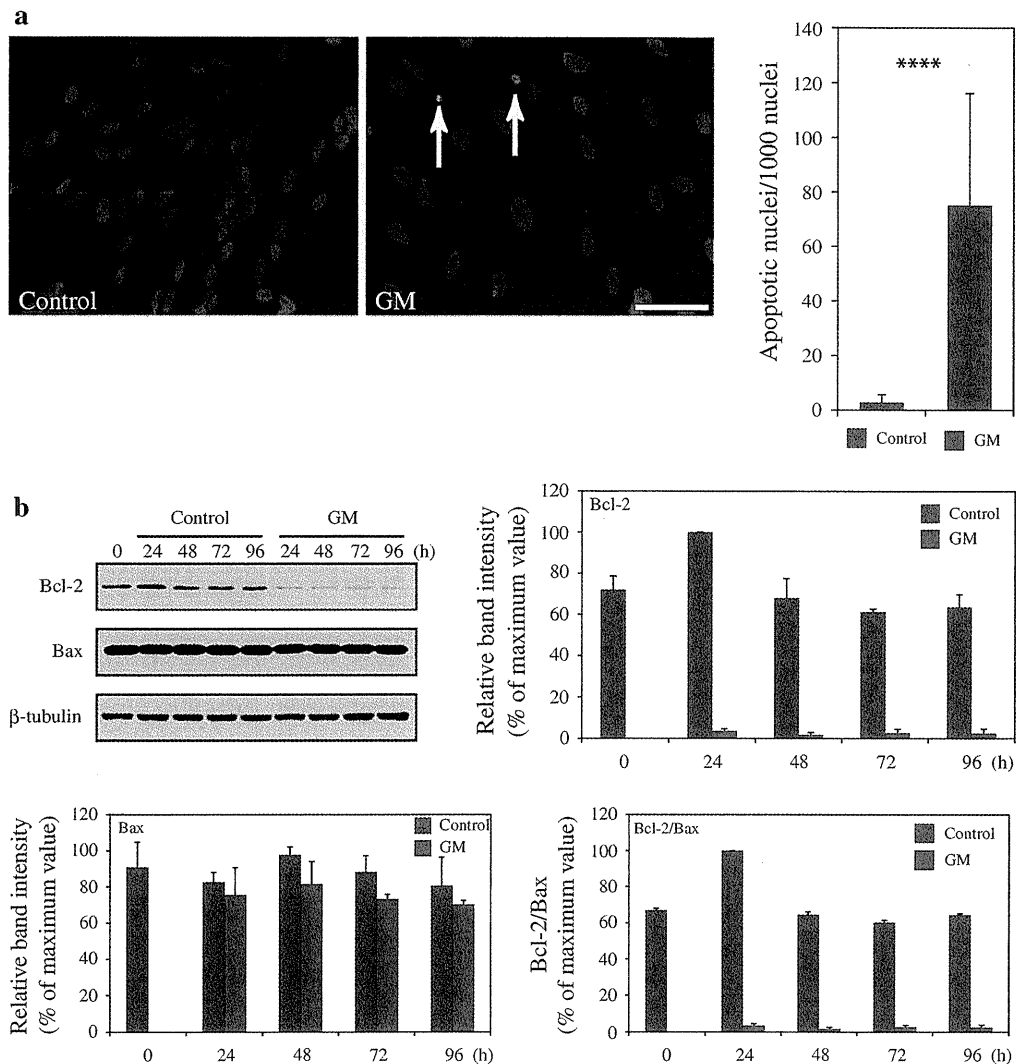 a
Control
GM
Apoptotic nuclei/1000 nuclei
140
120
100
80
60
40
20
0
****
Control
GM
b
Control GM
0 24 48 72 96 24 48 72 96 (h)
Bcl-2
Bax
β-tubulin
Relative band intensity
(% of maximum value)
120
100
80
60
40
20
0
Bcl-2
Control
GM
0 24 48 72 96 (h)
Relative band intensity
(% of maximum value)
120
100
80
60
40
20
0
Bax
Control
GM
0 24 48 72 96 (h)
Bcl-2/Bax
(% of maximum value)
120
100
80
60
40
20
0
Bcl-2/Bax
Control
GM
0 24 48 72 96 (h)